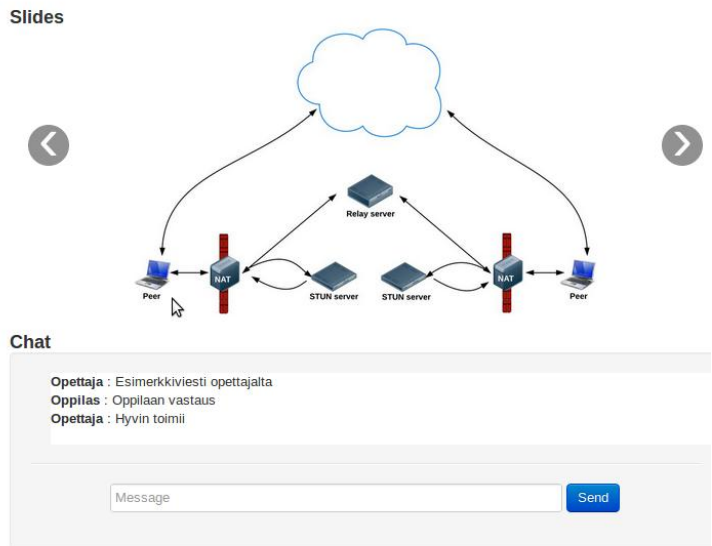 Slides
Relay server
NAT
NAT
Peer
STUN server
STUN server
Peer
Chat
Opettaja : Esimerkkiviesti opettajalta
Oppilas : Oppilaan vastaus
Opettaja : Hyvin toimii
Message
Send